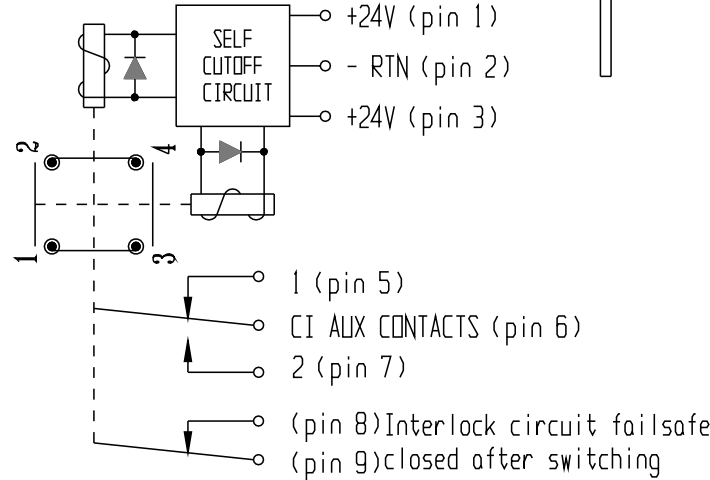 SELF
CUTOFF
CIRCUIT
+24V (pin 1)
- RTN (pin 2)
+24V (pin 3)
2
4
1
3
1 (pin 5)
CI AUX CONTACTS (pin 6)
2 (pin 7)
(pin 8)Interlock circuit failsafe
(pin 9)closed after switching